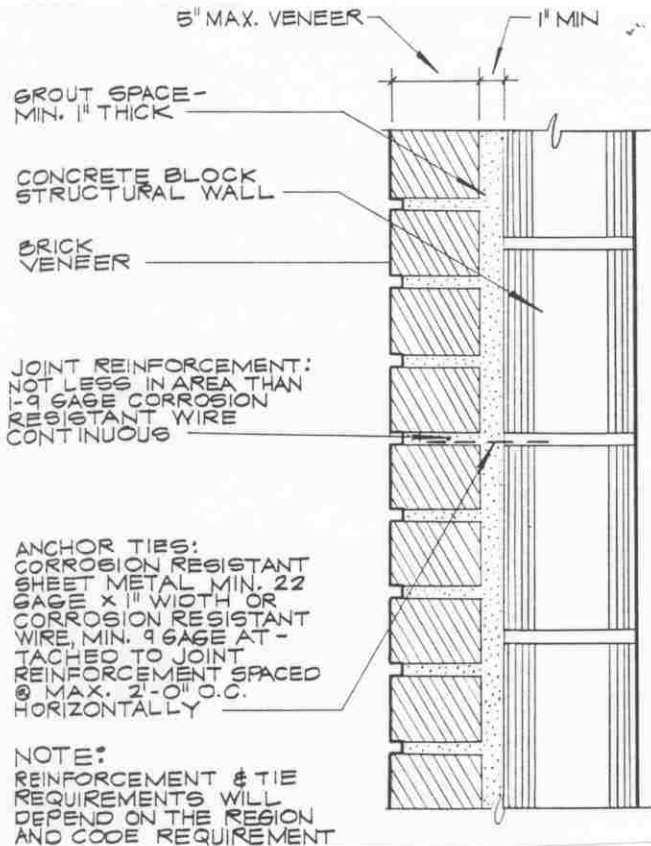 5" MAX. VENEER
1" MIN
GROUT SPACE-
MIN. 1" THICK
CONCRETE BLOCK
STRUCTURAL WALL
BRICK
VENEER
JOINT REINFORCEMENT:
NOT LESS IN AREA THAN
1-9 GAGE CORROSION
RESISTANT WIRE
CONTINUOUS
ANCHOR TIES:
CORROSION RESISTANT
SHEET METAL MIN. 22
GAGE X 1" WIDTH OR
CORROSION RESISTANT
WIRE, MIN. 9 GAGE AT-
TACHED TO JOINT
REINFORCEMENT SPACED
@ MAX. 2'-0" O.C.
HORIZONTALLY
NOTE:
REINFORCEMENT & TIE
REQUIREMENTS WILL
DEPEND ON THE REGION
AND CODE REQUIREMENT